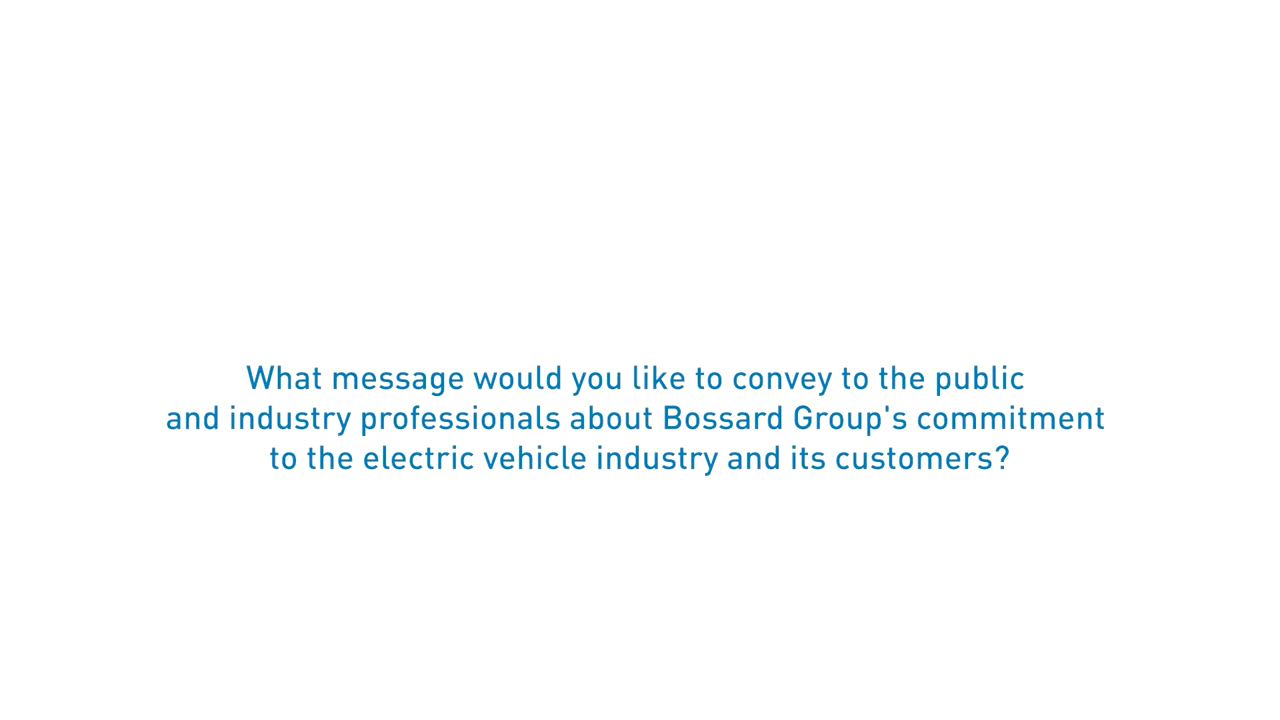 What message would you like to convey to the public
and industry professionals about Bossard Group's commitment
to the electric vehicle industry and its customers?